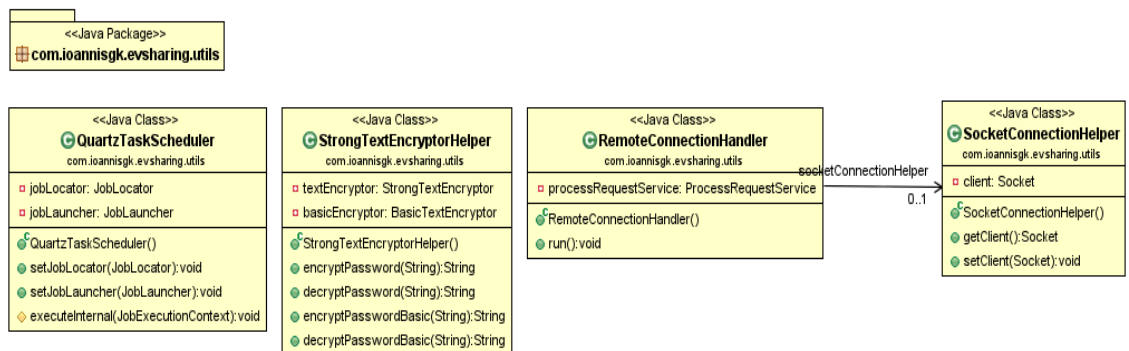 <<Java Package>>
com.ioannisgk.evsharing.utils
<<Java Class>>
QuartzTaskScheduler
com.ioannisgk.evsharing.utils
jobLocator: JobLocator
jobLauncher: JobLauncher
QuartzTaskScheduler()
setJobLocator(JobLocator):void
setJobLauncher(JobLauncher):void
executeInternal(JobExecutionContext):void
<<Java Class>>
StrongTextEncryptorHelper
com.ioannisgk.evsharing.utils
textEncryptor: StrongTextEncryptor
basicEncryptor: BasicTextEncryptor
StrongTextEncryptorHelper()
encryptPassword(String):String
decryptPassword(String):String
encryptPasswordBasic(String):String
decryptPasswordBasic(String):String
<<Java Class>>
RemoteConnectionHandler
com.ioannisgk.evsharing.utils
processRequestService: ProcessRequestService
RemoteConnectionHandler()
run():void
socketConnectionHelper
0..1
<<Java Class>>
SocketConnectionHelper
com.ioannisgk.evsharing.utils
client: Socket
SocketConnectionHelper()
getClient():Socket
setClient(Socket):void